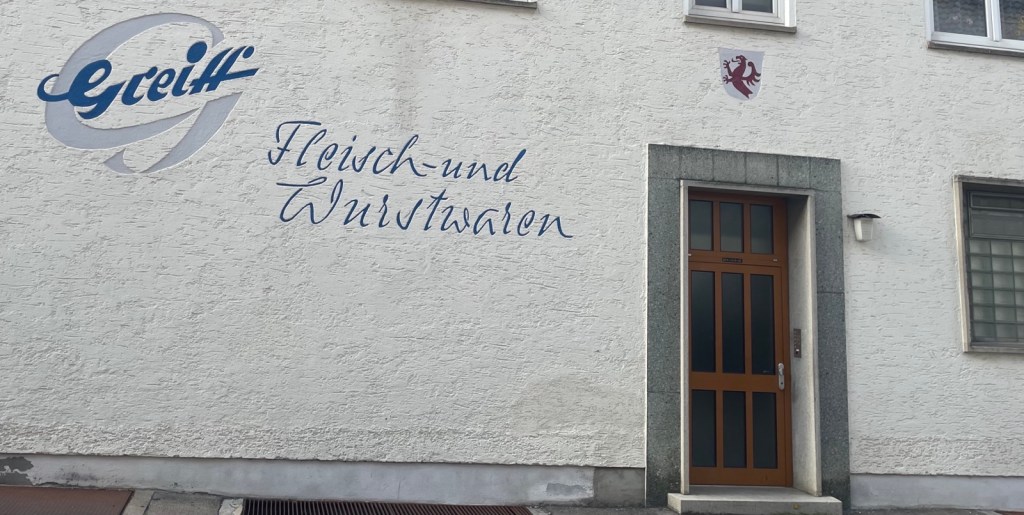 Greiff
Fleisch-und
Wurstwaren